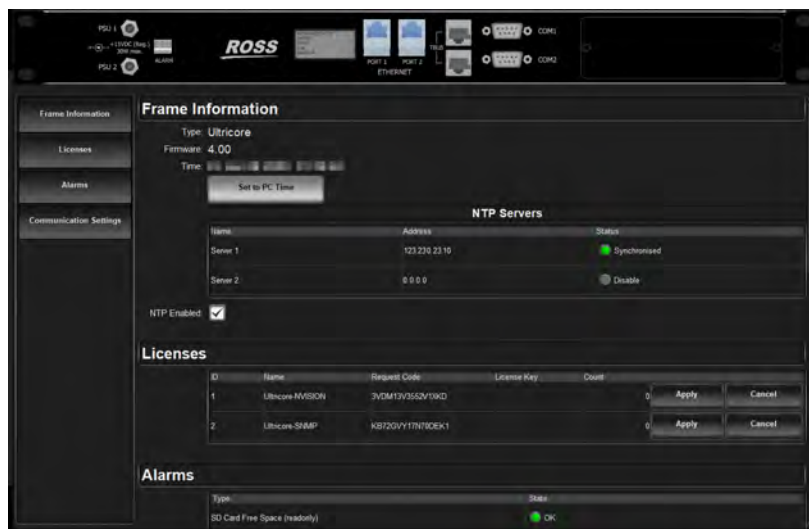 PSU 1
+15VDC (Reg.)
30W max.
PSU 2
ALARM
ROSS
PORT 1 PORT 2
ETHERNET
COM1
COM2
Frame Information
Licenses
Alarms
Communication Settings
Frame Information
Type: Ultricore
Firmware: 4.00
Time:
Set to PC Time
NTP Servers
Name Address Status
Server 1 123.230.23.10 Synchronised
Server 2 0.0.0.0 Disable
NTP Enabled:
Licenses
ID Name Request Code License Key Count
1 Ultricore-NVISION 0 Apply Cancel
2 Ultricore-SNMP 0 Apply Cancel
Alarms
Type State
SD Card Free Space (readonly) OK